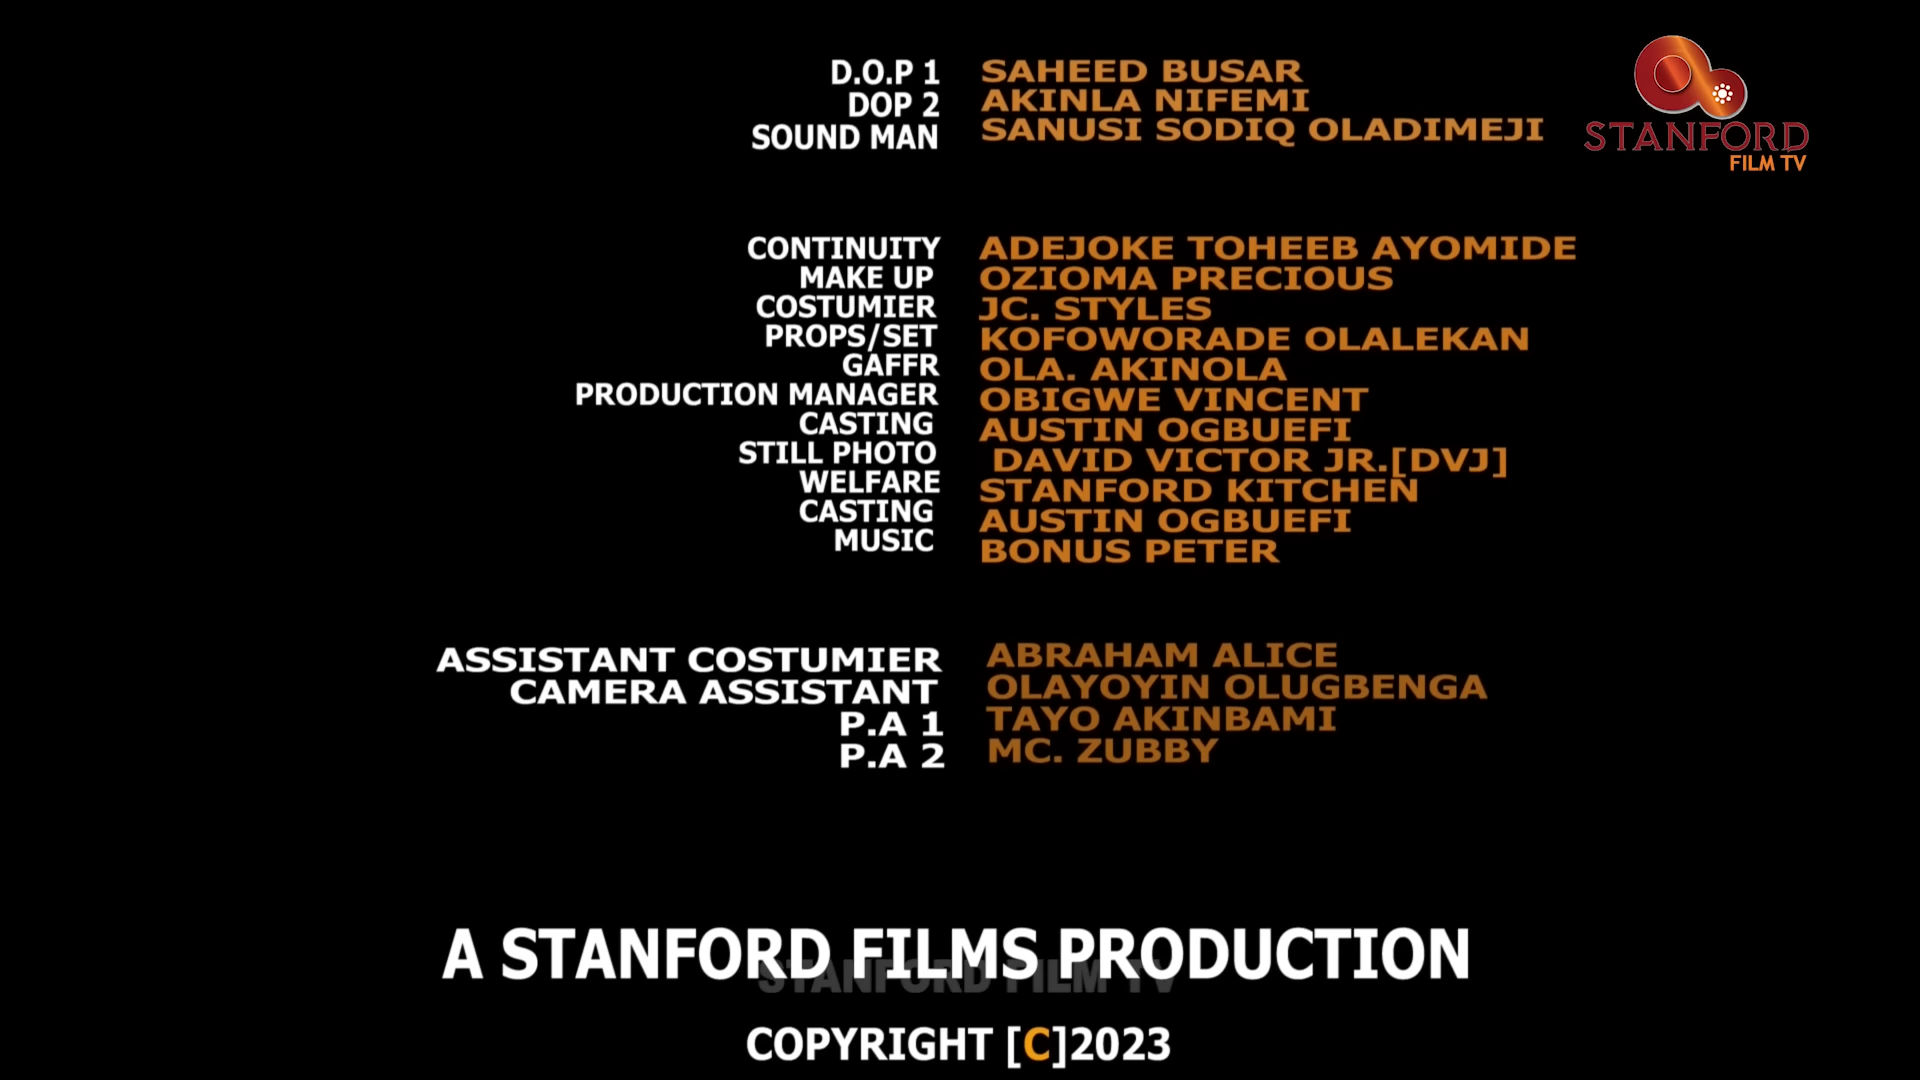 D.O.P 1 SAHEED BUSAR
DOP 2 AKINLA NIFEMI
SOUND MAN SANUSI SODIQ OLADIMEJI
STANFORD
FILM TV
CONTINUITY ADEJOKE TOHEEB AYOMIDE
MAKE UP OZIOMA PRECIOUS
COSTUMIER JC. STYLES
PROPS/SET KOFOWORADE OLALEKAN
GAFFR OLA. AKINOLA
PRODUCTION MANAGER OBIGWE VINCENT
CASTING AUSTIN OGBUEFI
STILL PHOTO DAVID VICTOR JR.[DVJ]
WELFARE STANFORD KITCHEN
CASTING AUSTIN OGBUEFI
MUSIC BONUS PETER
ASSISTANT COSTUMIER ABRAHAM ALICE
CAMERA ASSISTANT OLAYOYIN OLUGBENGA
P.A 1 TAYO AKINBAMI
P.A 2 MC. ZUBBY
A STANFORD FILMS PRODUCTION
STANFORD FILM TV
COPYRIGHT [C]2023